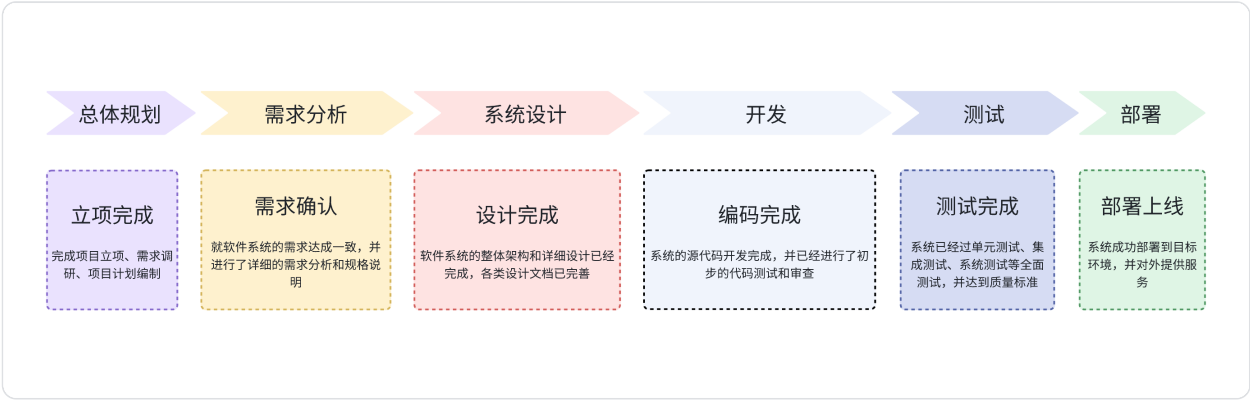 总体规划
需求分析
系统设计
开发
测试
部署
立项完成
完成项目立项、需求调
研、项目计划编制
需求确认
就软件系统的需求达成一致，并
进行了详细的需求分析和规格说
明
设计完成
软件系统的整体架构和详细设计已经
完成，各类设计文档已完善
编码完成
系统的源代码开发完成，并已经进行了初
步的代码测试和审查
测试完成
系统已经过单元测试、集
成测试、系统测试等全面
测试，并达到质量标准
部署上线
系统成功部署到目标
环境，并对外提供服
务